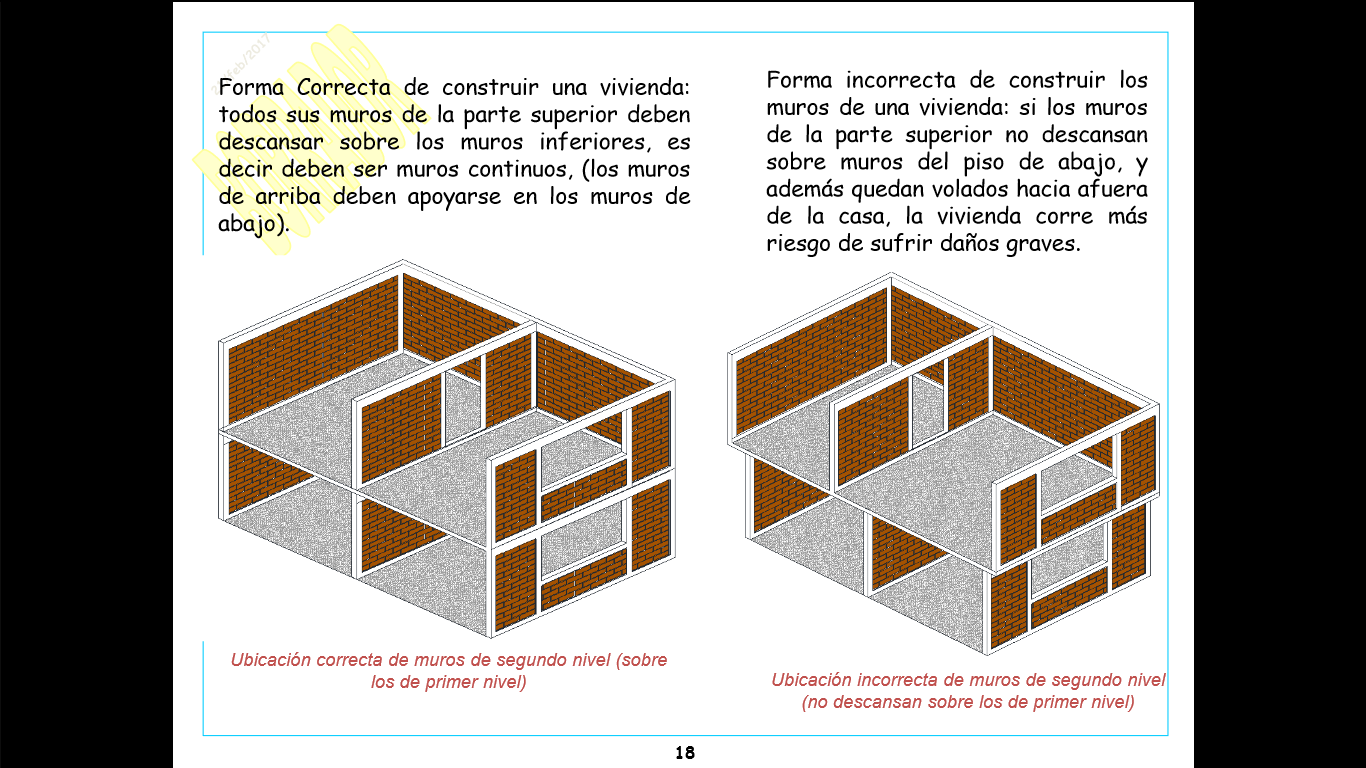 Forma Correcta de construir una vivienda:
todos sus muros de la parte superior deben
descansar sobre los muros inferiores, es
decir deben ser muros continuos, (los muros
de arriba deben apoyarse en los muros de
abajo).
Forma incorrecta de construir los
muros de una vivienda: si los muros
de la parte superior no descansan
sobre muros del piso de abajo, y
además quedan volados hacia afuera
de la casa, la vivienda corre más
riesgo de sufrir daños graves.
Ubicación correcta de muros de segundo nivel (sobre
los de primer nivel)
Ubicación incorrecta de muros de segundo nivel
(no descansan sobre los de primer nivel)
18